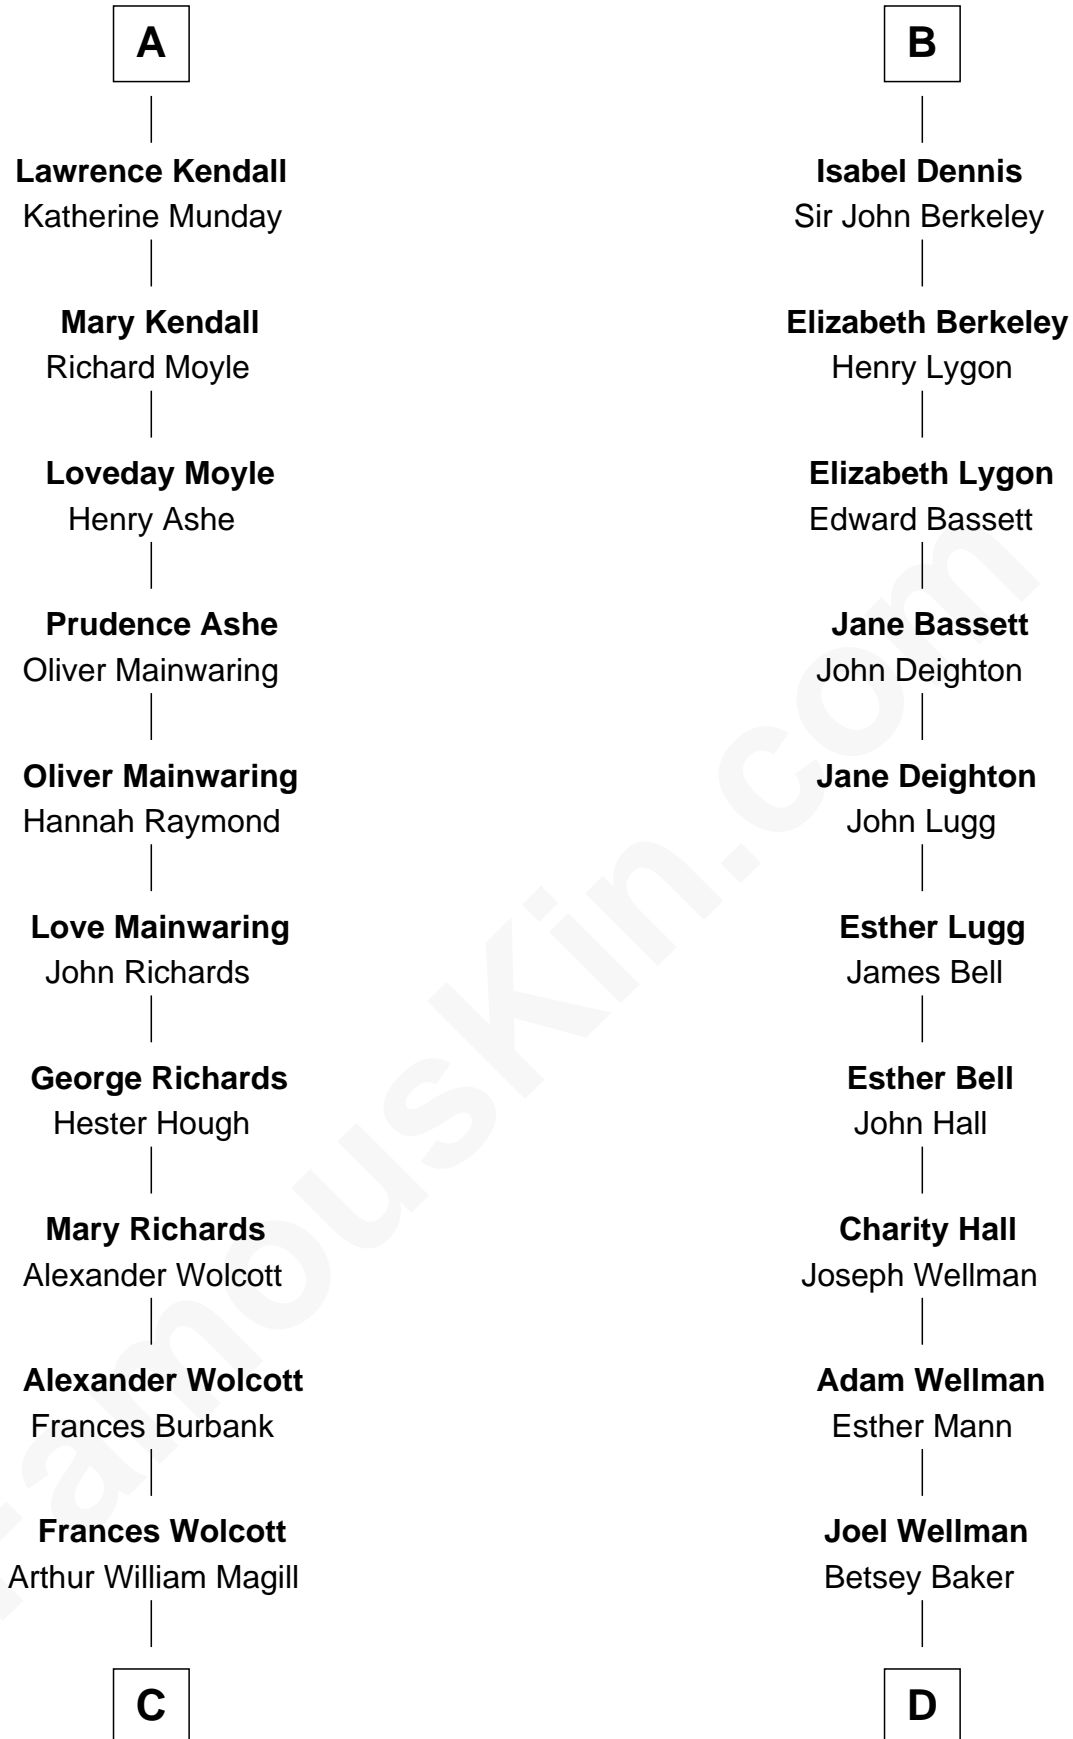 A
Lawrence Kendall
Katherine Munday
Mary Kendall
Richard Moyle
Loveday Moyle
Henry Ashe
Prudence Ashe
Oliver Mainwaring
Oliver Mainwaring
Hannah Raymond
Love Mainwaring
John Richards
George Richards
Hester Hough
Mary Richards
Alexander Wolcott
Alexander Wolcott
Frances Burbank
Frances Wolcott
Arthur William Magill
C
B
Isabel Dennis
Sir John Berkeley
Elizabeth Berkeley
Henry Lygon
Elizabeth Lygon
Edward Bassett
Jane Bassett
John Deighton
Jane Deighton
John Lugg
Esther Lugg
James Bell
Esther Bell
John Hall
Charity Hall
Joseph Wellman
Adam Wellman
Esther Mann
Joel Wellman
Betsey Baker
D
FamousKin.com